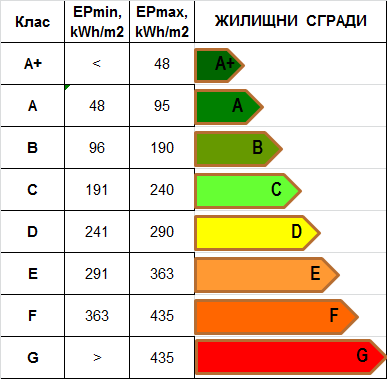 Клас EPmin, kWh/m2 EPmax, kWh/m2 ЖИЛИЩНИ СГРАДИ
A+ < 48 A+
A 48 95 A
B 96 190 B
C 191 240 C
D 241 290 D
E 291 363 E
F 363 435 F
G > 435 G